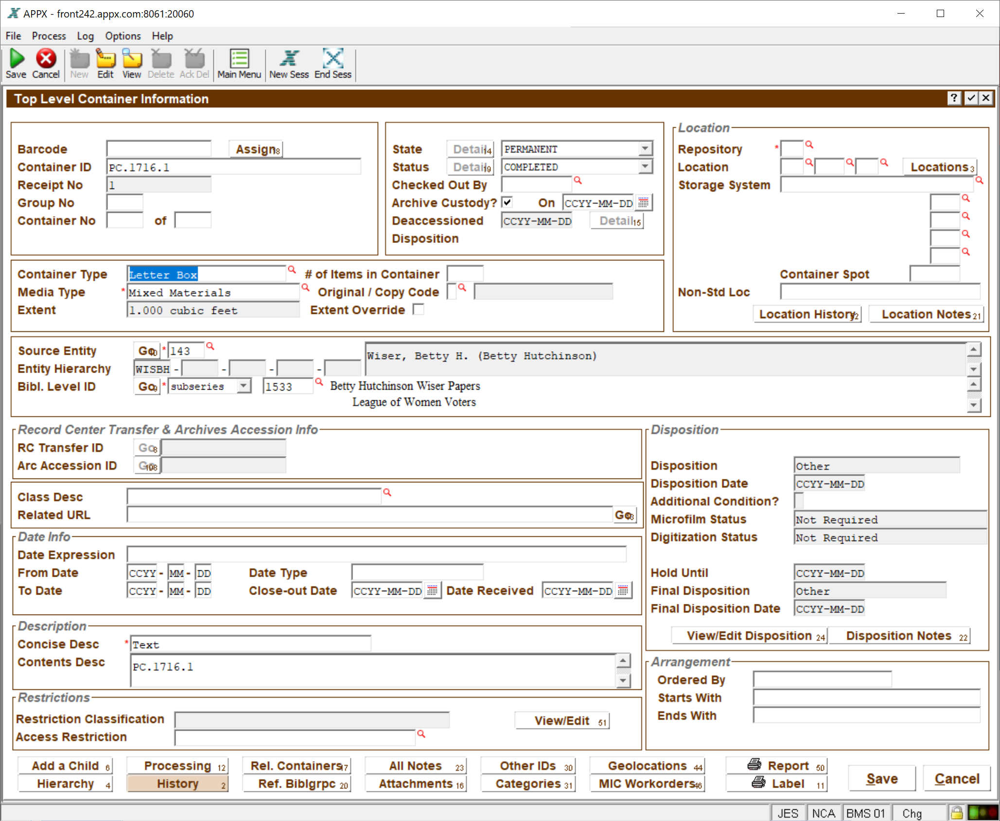 APPX - front242.appx.com:8061:20060
File Process Log Options Help
Save Cancel New Edit View Delete Ack Del Main Menu New Sess End Sess
Top Level Container Information
Barcode Assign 18
Container ID PC.1716.1
Receipt No 1
Group No
Container No of
State Detail 14 PERMANENT
Status Detail 19 COMPLETED
Checked Out By
Archive Custody? On CCYY-MM-DD
Deaccessioned CCYY-MM-DD Detail 15
Disposition
Location
Repository *
Location Locations 3
Storage System
Container Spot
Non-Std Loc
Location History Location Notes 21
Container Type Letter Box # of Items in Container
Media Type * Mixed Materials Original / Copy Code
Extent 1.000 cubic feet Extent Override
Source Entity Go * 143 Wiser, Betty H. (Betty Hutchinson)
Entity Hierarchy WISBH - - - -
Bibl. Level ID Go 9 * subseries 1533 Betty Hutchinson Wiser Papers
League of Women Voters
Record Center Transfer & Archives Accession Info
RC Transfer ID Go 8
Arc Accession ID Go 108
Class Desc
Related URL Go
Date Info
Date Expression
From Date CCYY - MM - DD Date Type
To Date CCYY - MM - DD Close-out Date CCYY-MM-DD Date Received CCYY-MM-DD
Description
Concise Desc * Text
Contents Desc PC.1716.1
Restrictions
Restriction Classification View/Edit 51
Access Restriction
Disposition
Disposition Other
Disposition Date CCYY-MM-DD
Additional Condition?
Microfilm Status Not Required
Digitization Status Not Required
Hold Until CCYY-MM-DD
Final Disposition Other
Final Disposition Date CCYY-MM-DD
View/Edit Disposition 24 Disposition Notes 22
Arrangement
Ordered By
Starts With
Ends With
Add a Child 6 Processing 12 Rel. Containers 17 All Notes 23 Other IDs 30 Geolocations 44 Report 50
Hierarchy 4 History 2 Ref. Biblgrpc 20 Attachments 16 Categories 31 MIC Workorders 46 Label 11
Save Cancel
JES NCA BMS 01 Chg